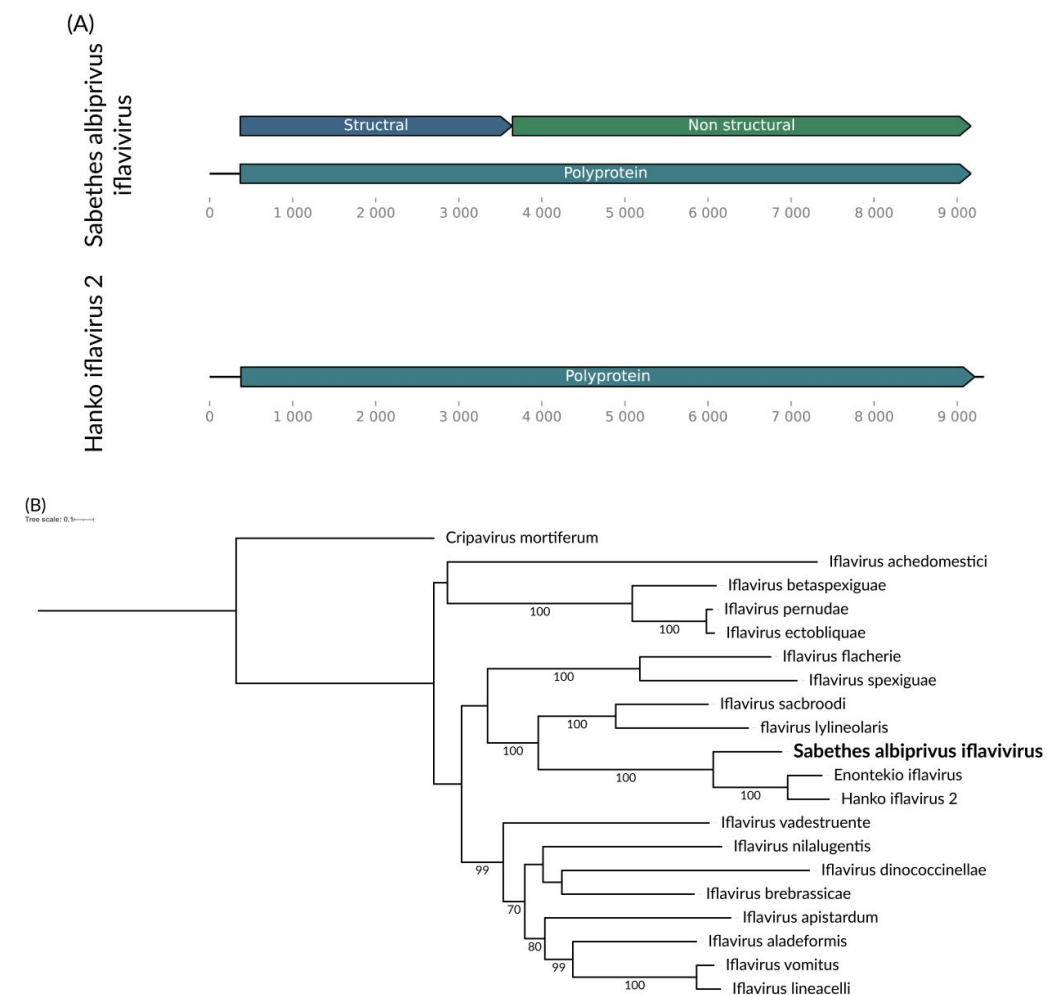 (A)
Sabethes albiprivus
iflavivirus
Structral
Non structural
Polyprotein
0 1 000 2 000 3 000 4 000 5 000 6 000 7 000 8 000 9 000
Hanko iflavirus 2
Polyprotein
0 1 000 2 000 3 000 4 000 5 000 6 000 7 000 8 000 9 000
(B)
Tree scale: 0.1
Cripavirus mortiferum
Iflavirus achedomestici
Iflavirus betaspexiguae
100
Iflavirus pernudae
100
Iflavirus ectobliquae
Iflavirus flacherie
100
Iflavirus spexiguae
Iflavirus sacbroodi
100
flavirus lylineolaris
100
Sabethes albiprivus iflavivirus
100
Enontekio iflavirus
100
Hanko iflavirus 2
Iflavirus vadestruente
Iflavirus nilalugentis
99
Iflavirus dinococcinellae
Iflavirus brebrassicae
70
Iflavirus apistardum
80
Iflavirus aladeformis
99
Iflavirus vomitus
100
Iflavirus lineacelli